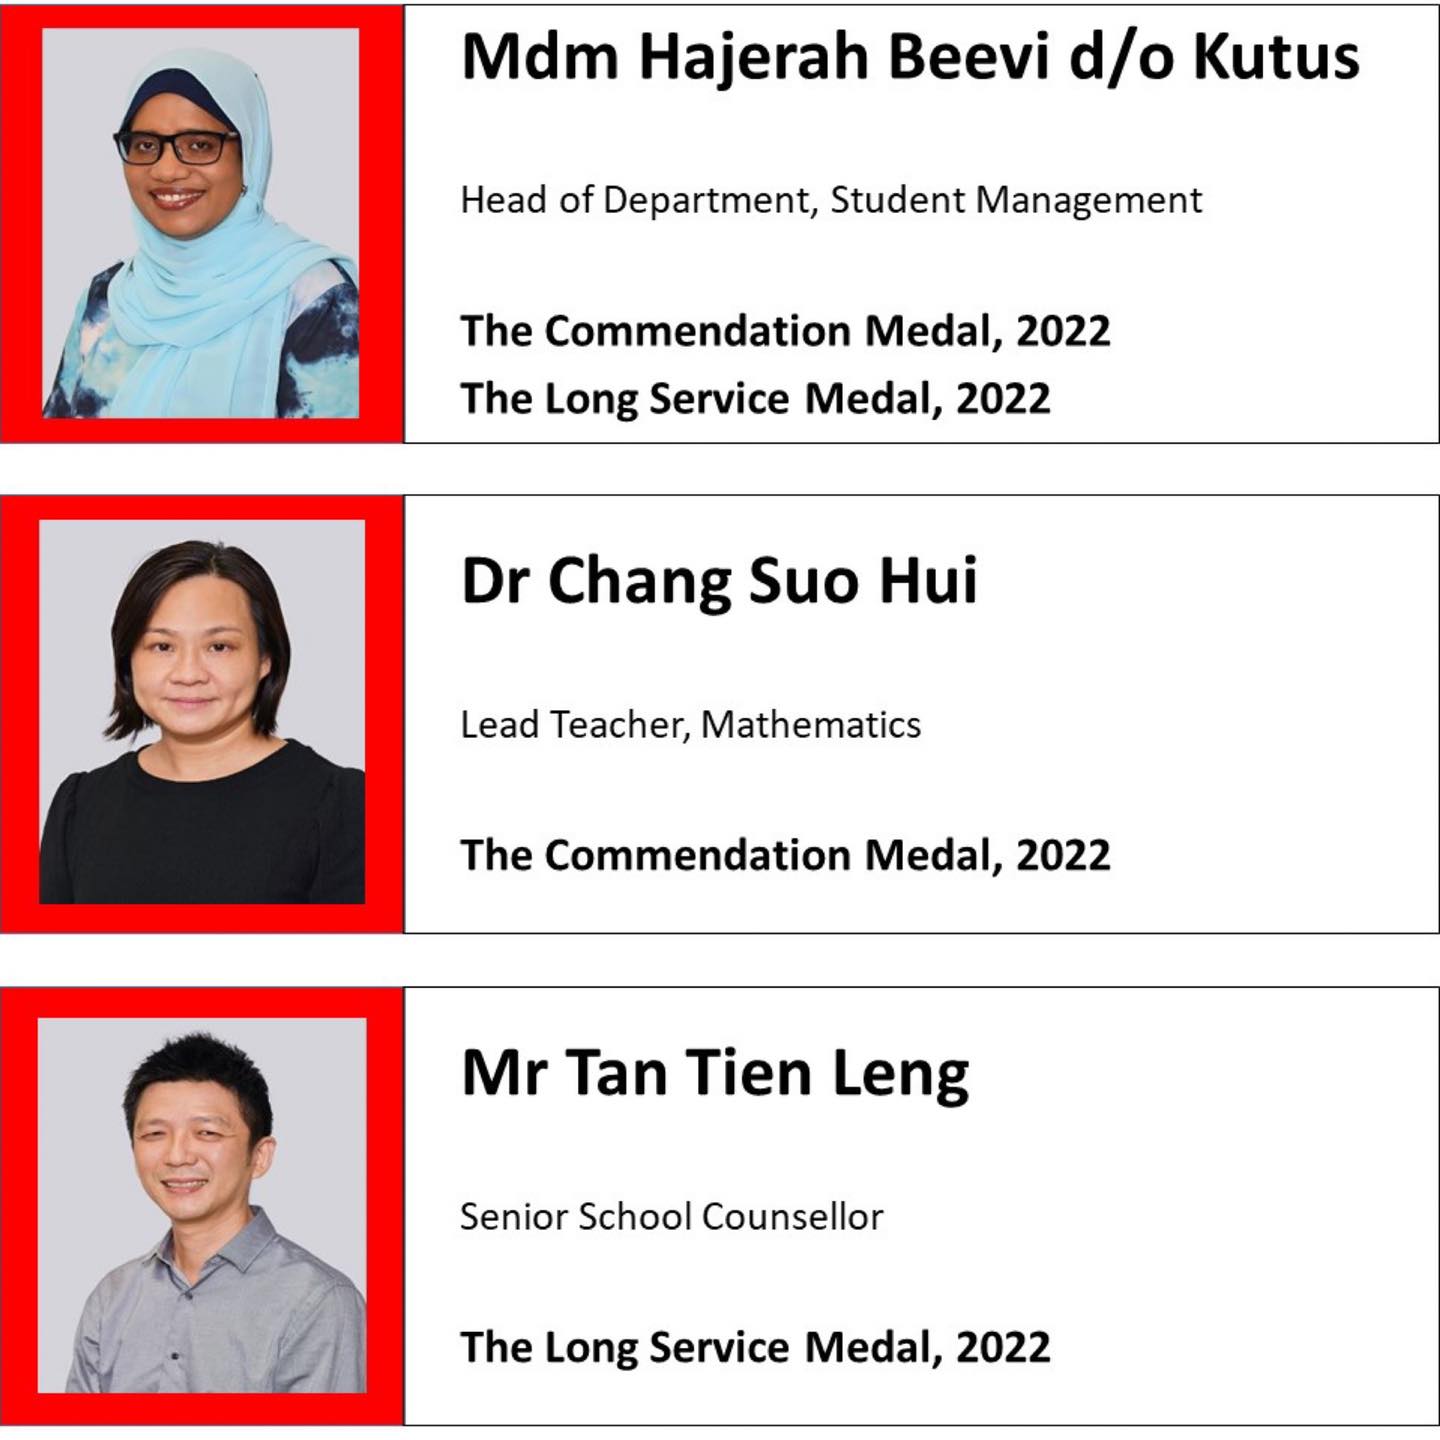 Mdm Hajerah Beevi d/o Kutus
Head of Department, Student Management
The Commendation Medal, 2022
The Long Service Medal, 2022
Dr Chang Suo Hui
Lead Teacher, Mathematics
The Commendation Medal, 2022
Mr Tan Tien Leng
Senior School Counsellor
The Long Service Medal, 2022